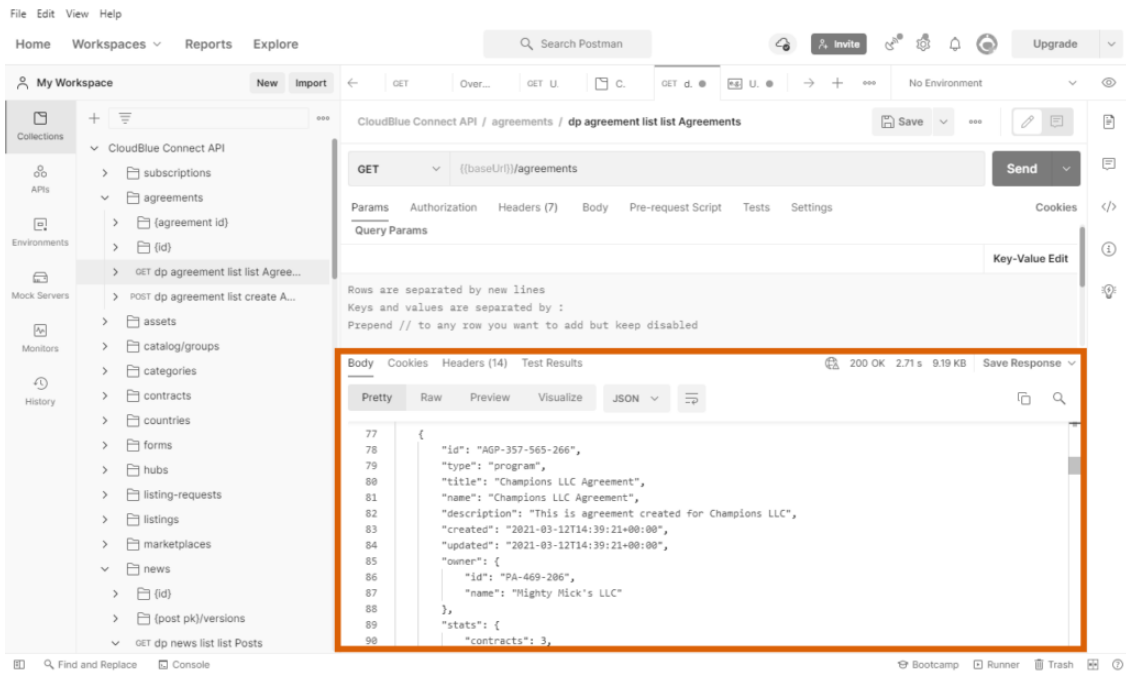 File Edit View Help
Home Workspaces Reports Explore Search Postman Invite Upgrade
My Workspace New Import GET Over... GET U. C. GET d. U. No Environment
Collections
APIs
Environments
Mock Servers
Monitors
History
CloudBlue Connect API
subscriptions
agreements
{agreement id}
{id}
GET dp agreement list list Agree...
POST dp agreement list create A...
assets
catalog/groups
categories
contracts
countries
forms
hubs
listing-requests
listings
marketplaces
news
{id}
{post pk}/versions
GET dp news list list Posts
CloudBlue Connect API / agreements / dp agreement list list Agreements Save
GET {{baseUrl}}/agreements Send
Params Authorization Headers (7) Body Pre-request Script Tests Settings Cookies
Query Params
Key-Value Edit
Rows are separated by new lines
Keys and values are separated by :
Prepend // to any row you want to add but keep disabled
Body Cookies Headers (14) Test Results 200 OK 2.71 s 9.19 KB Save Response
Pretty Raw Preview Visualize JSON
77 {
78 "id": "AGP-357-565-266",
79 "type": "program",
80 "title": "Champions LLC Agreement",
81 "name": "Champions LLC Agreement",
82 "description": "This is agreement created for Champions LLC",
83 "created": "2021-03-12T14:39:21+00:00",
84 "updated": "2021-03-12T14:39:21+00:00",
85 "owner": {
86 "id": "PA-469-206",
87 "name": "Mighty Mick's LLC"
88 },
89 "stats": {
90 "contracts": 3,
Find and Replace Console Bootcamp Runner Trash